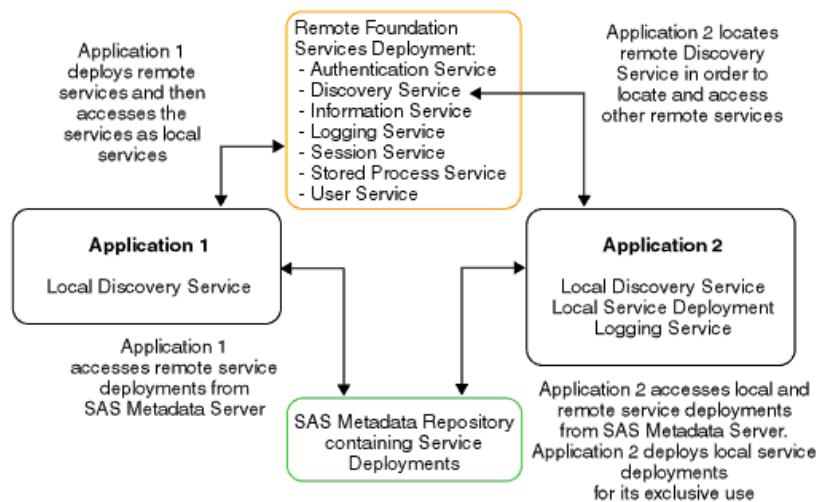 Application 1
deploys remote
services and then
accesses the
services as local
services
Remote Foundation
Services Deployment:
- Authentication Service
- Discovery Service
- Information Service
- Logging Service
- Session Service
- Stored Process Service
- User Service
Application 2 locates
remote Discovery
Service in order to
locate and access
other remote services
Application 1
Local Discovery Service
Application 2
Local Discovery Service
Local Service Deployment
Logging Service
Application 1
accesses remote service
deployments from
SAS Metadata Server
SAS Metadata Repository
containing Service
Deployments
Application 2 accesses local and
remote service deployments
from SAS Metadata Server.
Application 2 deploys local service
deployments
for its exclusive use